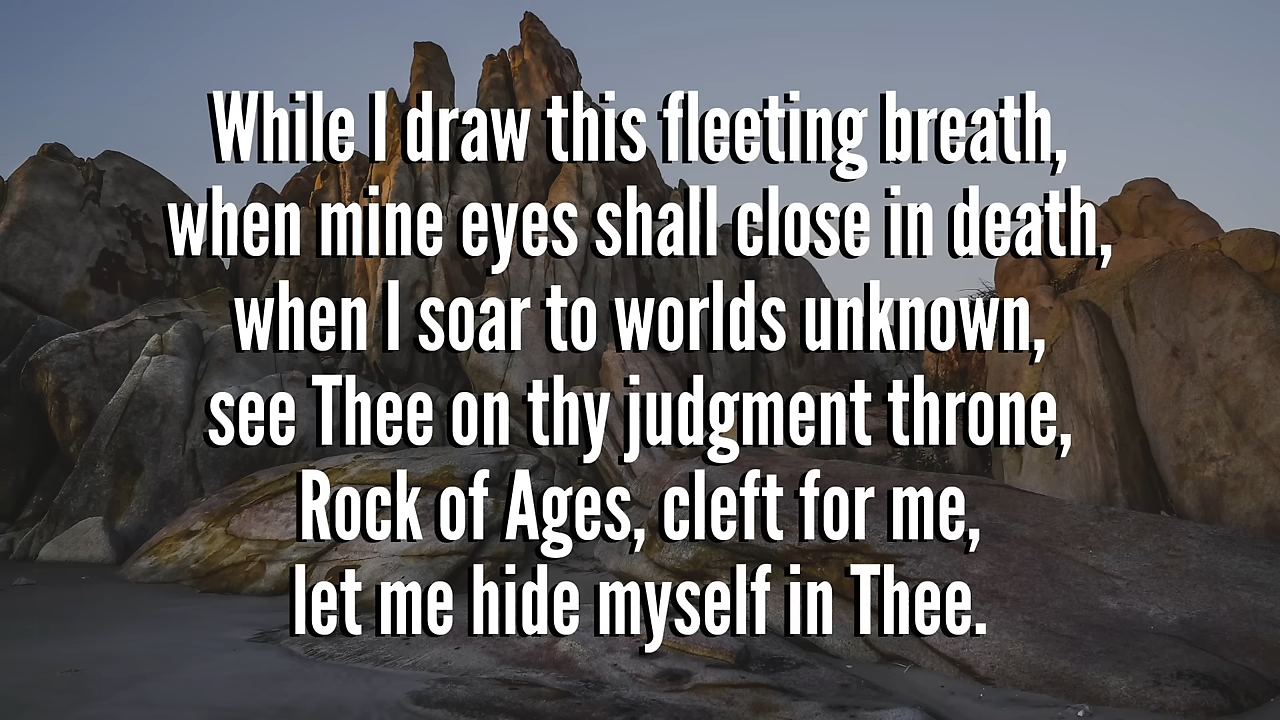 While I draw this fleeting breath,
when mine eyes shall close in death,
when I soar to worlds unknown,
see Thee on thy judgment throne,
Rock of Ages, cleft for me,
let me hide myself in Thee.